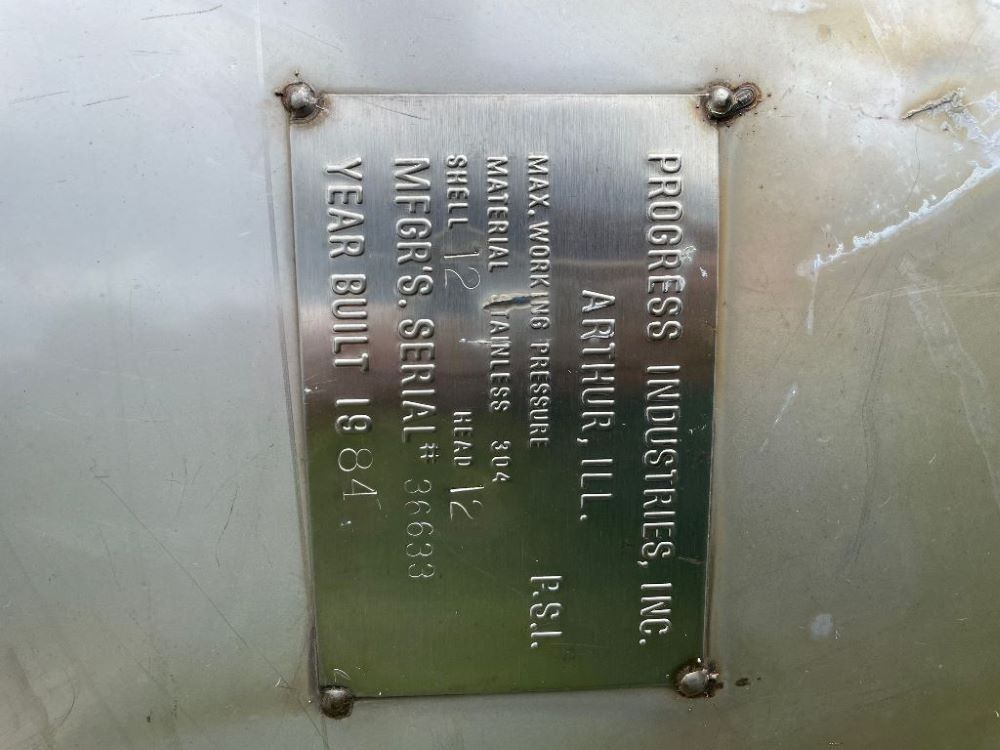 PROGRESS INDUSTRIES, INC.
ARTHUR, ILL.
MAX. WORKING PRESSURE P.S.I.
MATERIAL STAINLESS 304
SHELL 12 HEAD 12
MFGR'S. SERIAL # 36633
YEAR BUILT 1984